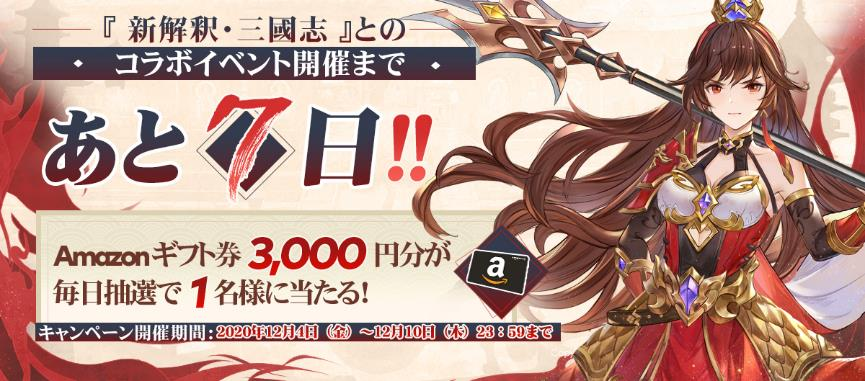 『 新解釈・三國志 』との
コラボイベント開催まで
あと7日!!
Amazonギフト券 3,000 円分が
毎日抽選で 1 名様に当たる!
a
キャンペーン開催期間：2020年12月4日（金）～12月10日（木）23：59まで